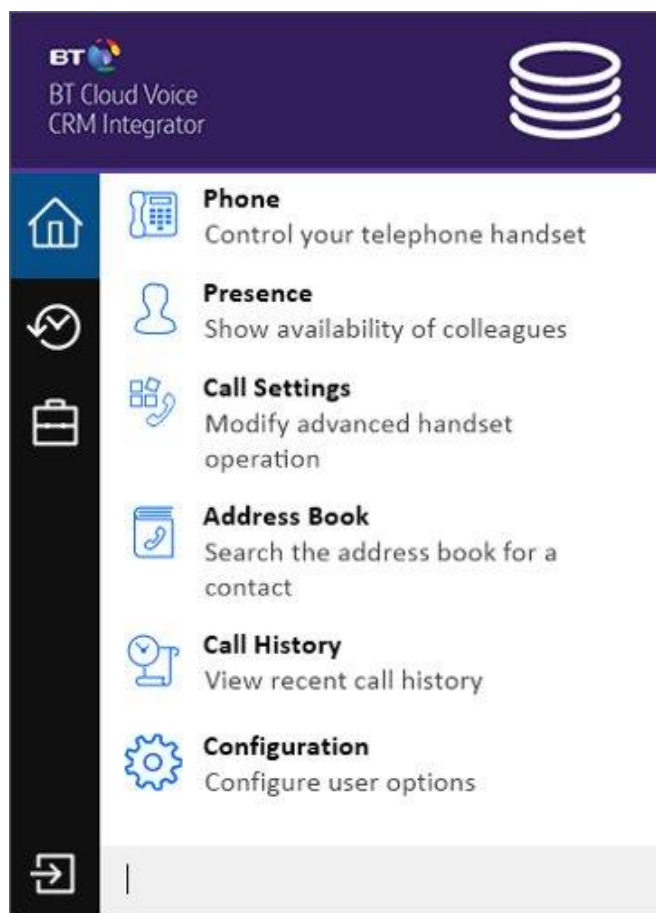 BT
BT Cloud Voice
CRM Integrator
Phone
Control your telephone handset
Presence
Show availability of colleagues
Call Settings
Modify advanced handset
operation
Address Book
Search the address book for a
contact
Call History
View recent call history
Configuration
Configure user options